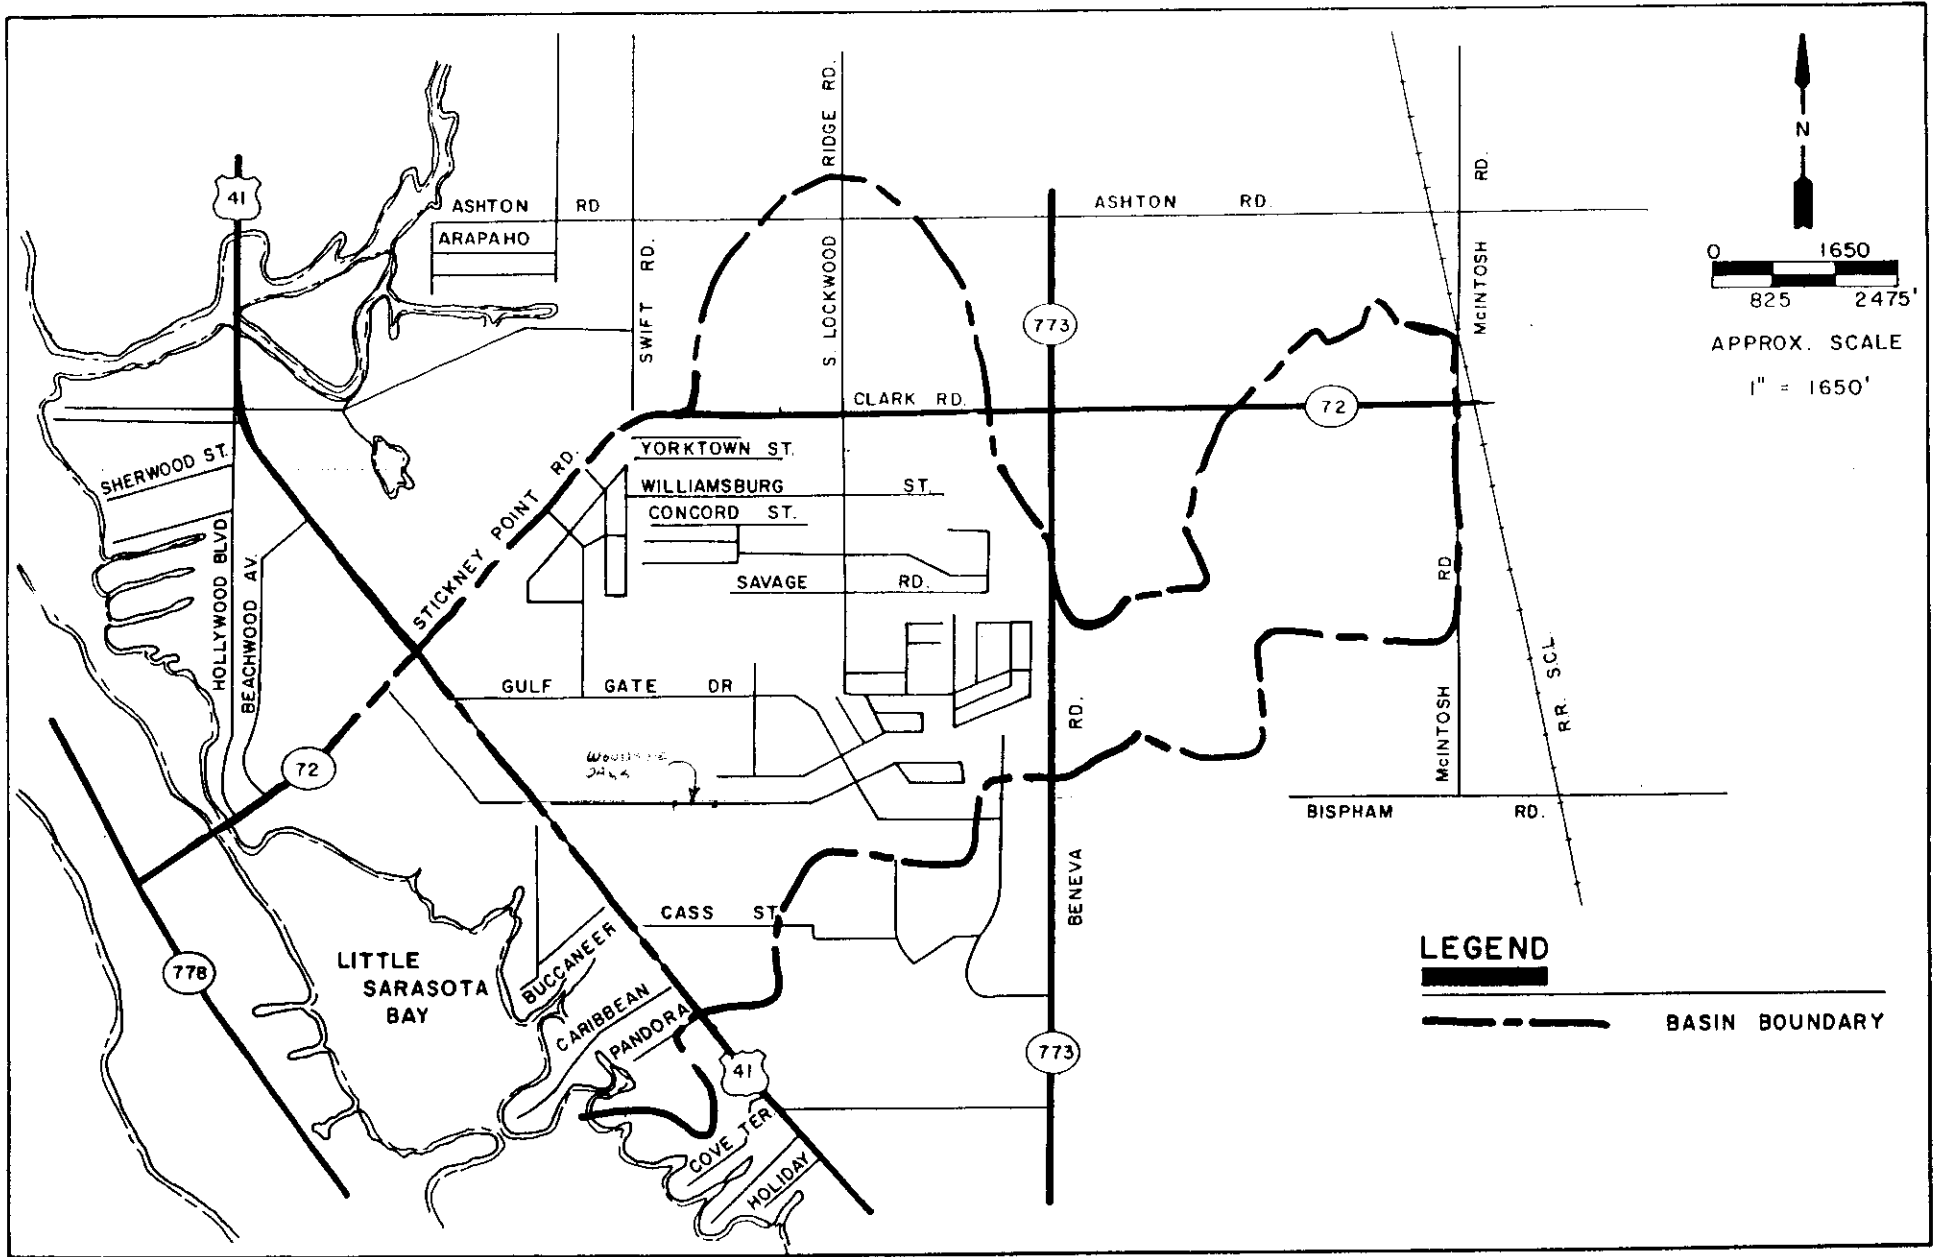 41
ASHTON RD
ARAPAHO
SWIFT RD.
S. LOCKWOOD RIDGE RD.
ASHTON RD.
McINTOSH RD.
N
0 1650
825 2475'
APPROX. SCALE
1" = 1650'
773
CLARK RD.
72
YORKTOWN ST.
WILLIAMSBURG ST.
CONCORD ST.
SAVAGE RD.
SHERWOOD ST.
STICKNEY POINT RD.
HOLLYWOOD BLVD
BEACHWOOD AV.
GULF GATE DR
72
McINTOSH RD
R.R. S.C.L.
BISPHAM RD.
BENEVA RD.
CASS ST
BUCCANEER
CARIBBEAN
PANDORA
41
COVE TER.
HOLIDAY
778
LITTLE
SARASOTA
BAY
773
LEGEND
BASIN BOUNDARY